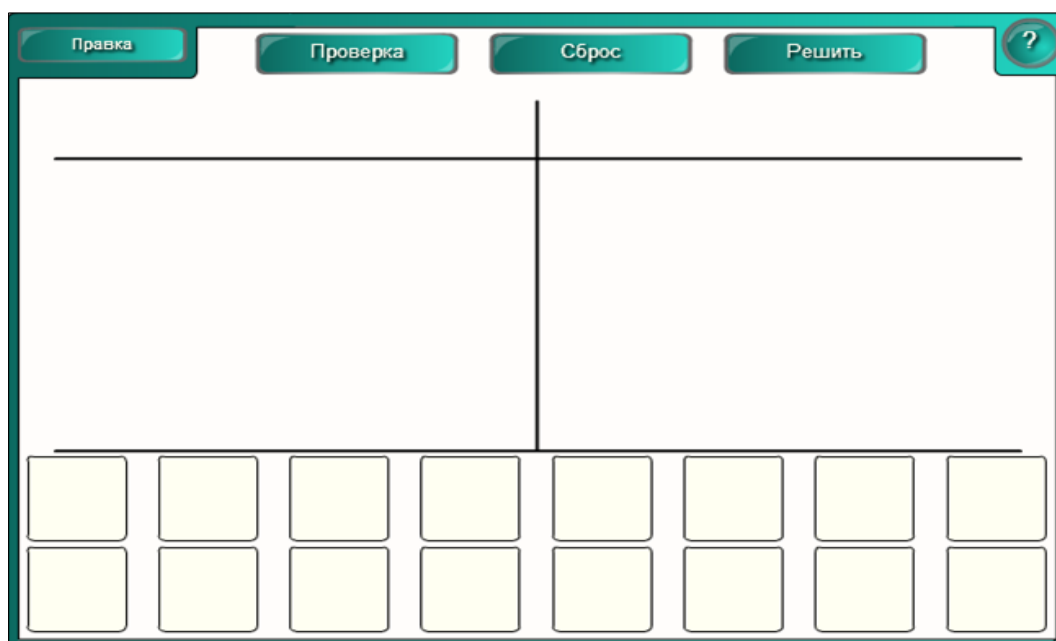 Правка
Проверка
Сброс
Решить
?